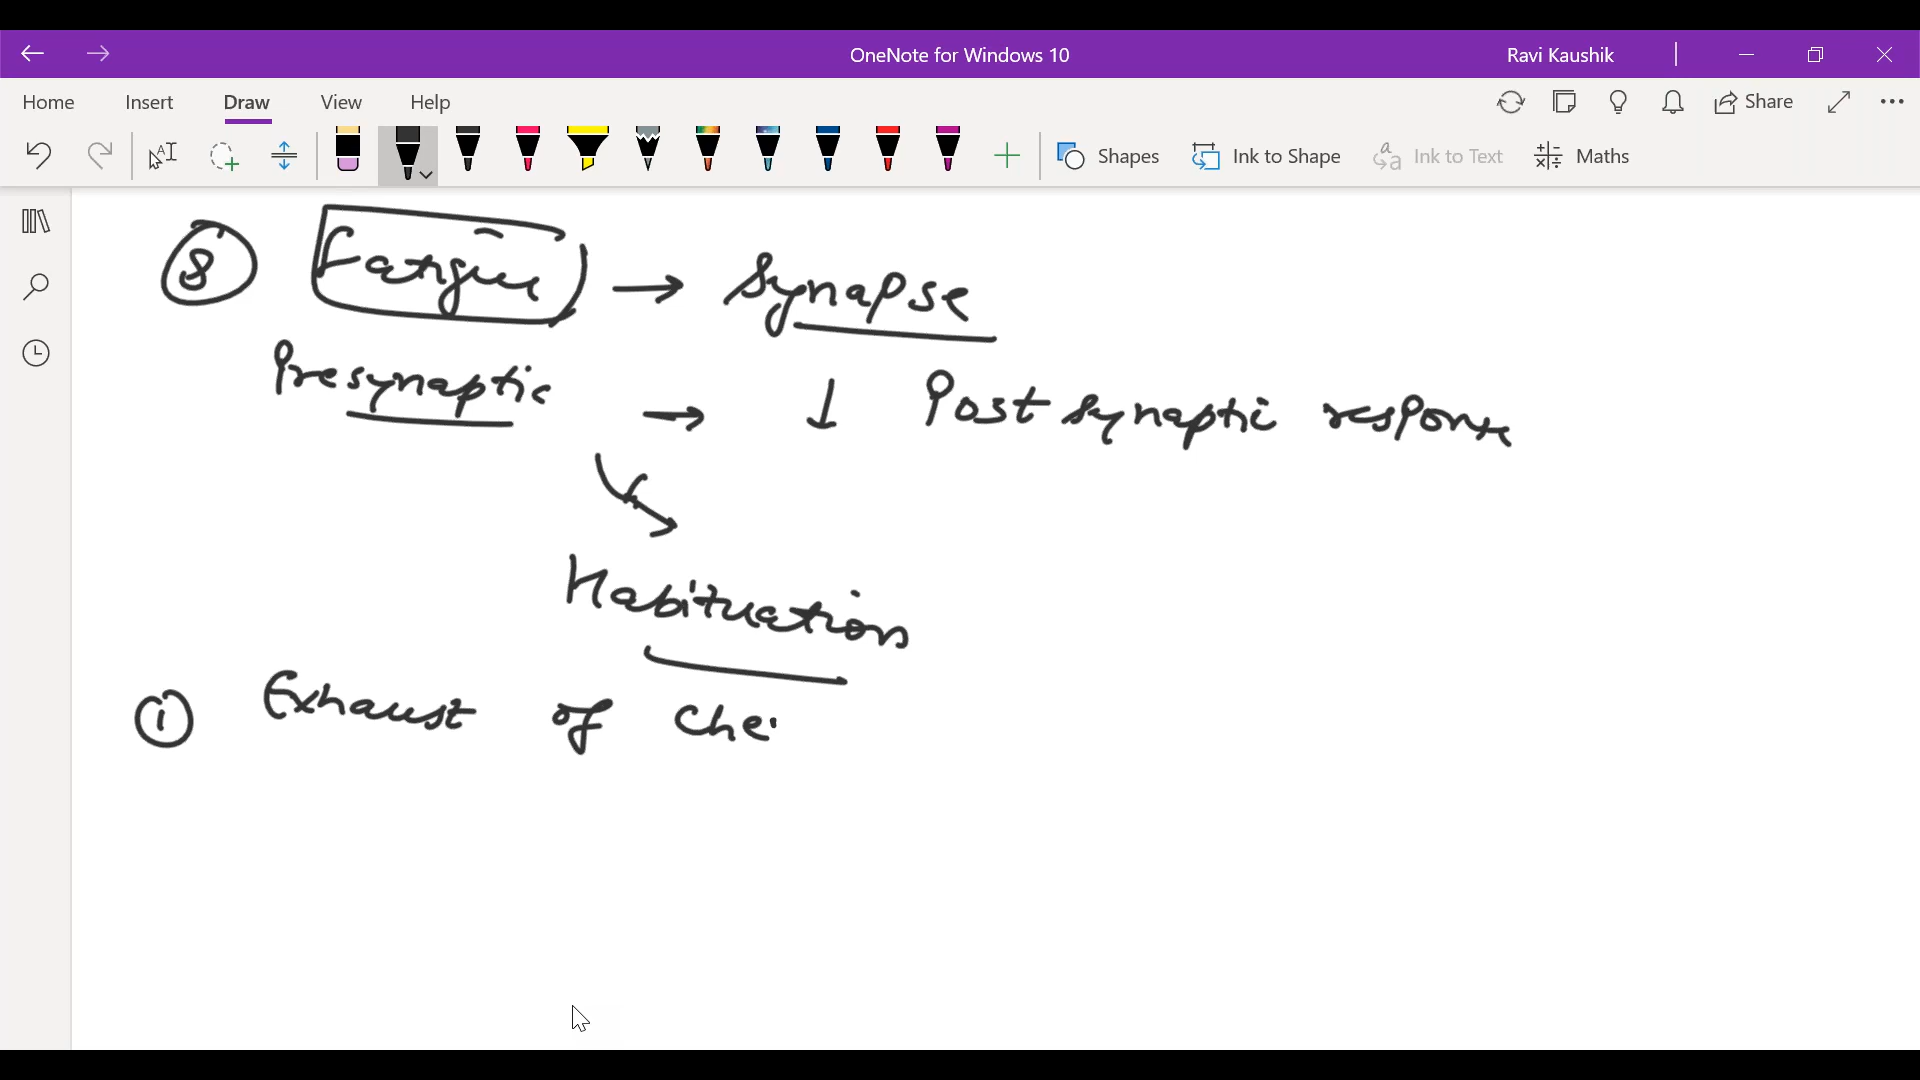 OneNote for Windows 10
Ravi Kaushik
Home Insert Draw View Help
Share
Shapes Ink to Shape Ink to Text Maths
8 Fatigue → Synapse
Presynaptic → ↓ Post synaptic response
Habituation
1 Exhaust of Che